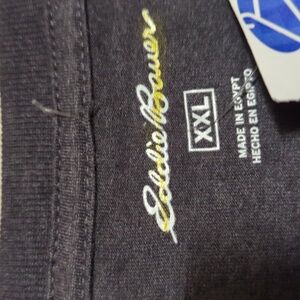 Eddie Bauer
XXL
MADE IN EGYPT
HECHO EN EGIPTO